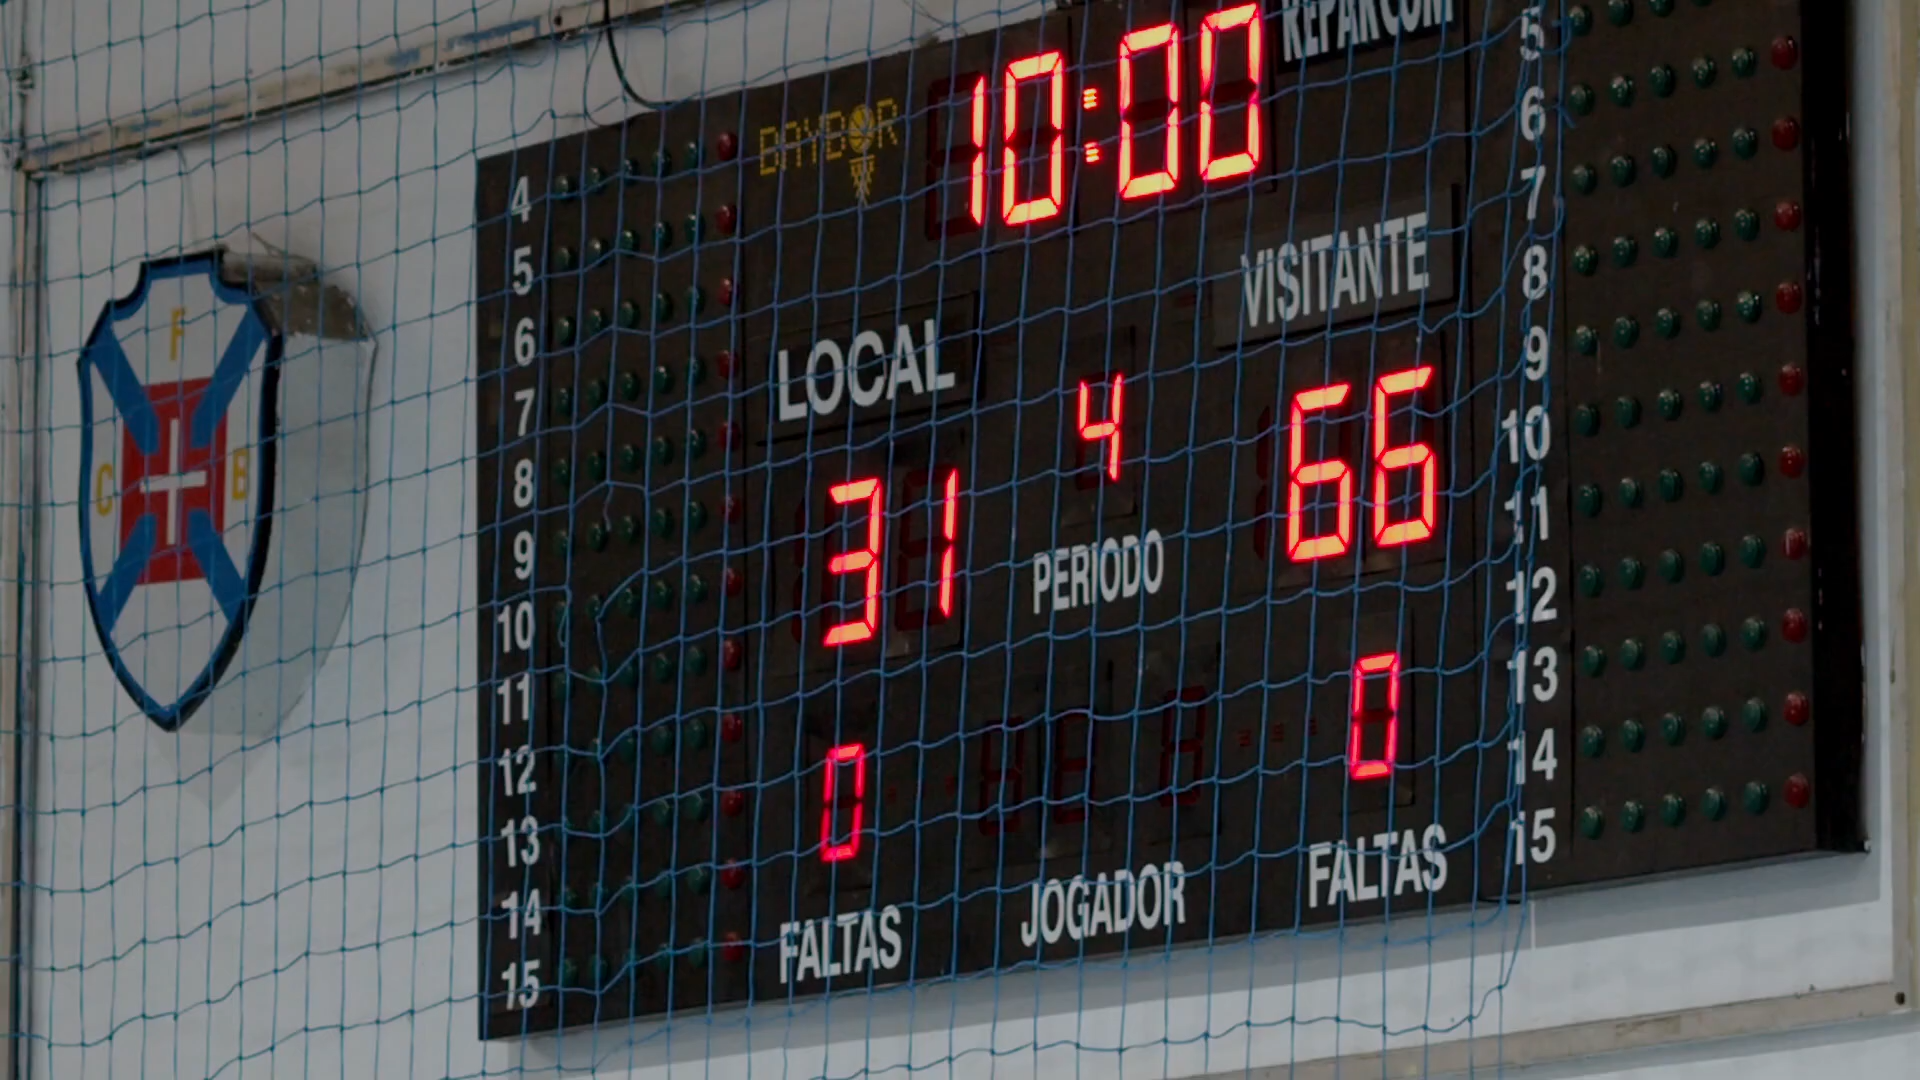 REPARCOM
BAYBOR
10:00
LOCAL
VISITANTE
31
4
66
PERIODO
0
0
FALTAS
JOGADOR
FALTAS
4
5
6
7
8
9
10
11
12
13
14
15
5
6
7
8
9
10
11
12
13
14
15
F
C B